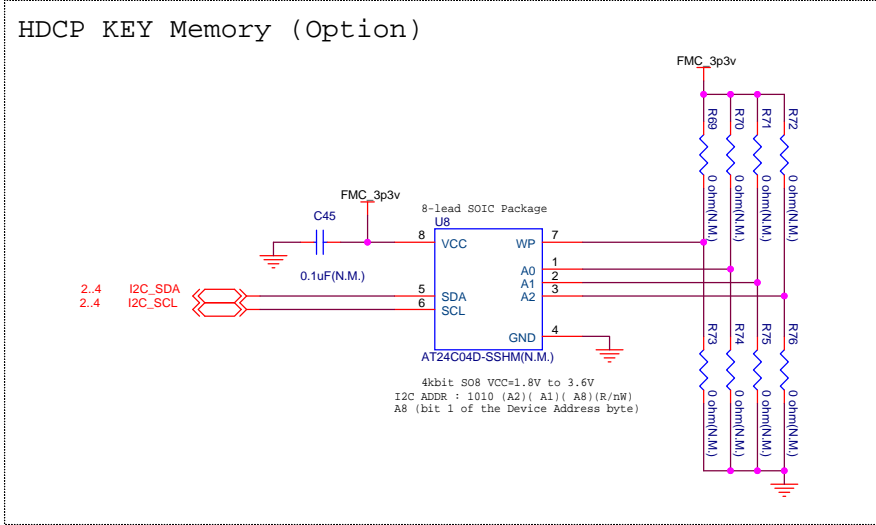 HDCP KEY Memory (Option)
FMC_3p3v
R69
R70
R71
R72
0 ohm(N.M.)
0 ohm(N.M.)
0 ohm(N.M.)
0 ohm(N.M.)
FMC_3p3v
C45
0.1uF(N.M.)
8-lead SOIC Package
U8
8 VCC WP 7
A0 1
A1 2
A2 3
2..4 I2C_SDA 5 SDA
2..4 I2C_SCL 6 SCL
GND 4
AT24C04D-SSHM(N.M.)
4kbit SO8 VCC=1.8V to 3.6V
I2C ADDR : 1010 (A2)( A1)( A8)(R/nW)
A8 (bit 1 of the Device Address byte)
R73
R74
R75
R76
0 ohm(N.M.)
0 ohm(N.M.)
0 ohm(N.M.)
0 ohm(N.M.)